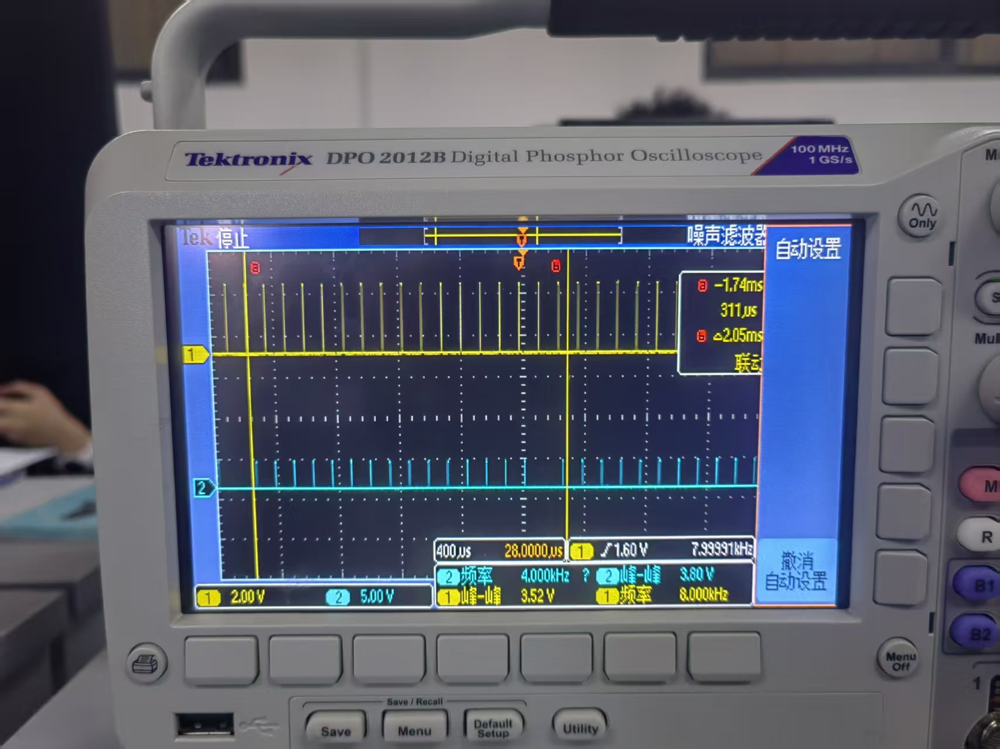 Tektronix DPO 2012B Digital Phosphor Oscilloscope
100 MHz
1 GS/s
Only
Tek 停止
噪声滤波器
自动设置
a
T
b
a -1.74ms
311µs
b △2.05ms
联动
1
2
400µs 28.0000µs
1 1.60 V 7.99991kHz
2 频率 4.000kHz ? 2 峰-峰 3.80 V
1 峰-峰 3.52 V 1 频率 8.000kHz
1 2.00 V 2 5.00 V
撤消
自动设置
M
R
B1
B2
Menu
Off
1
Save / Recall
Save
Menu
Default
Setup
Utility